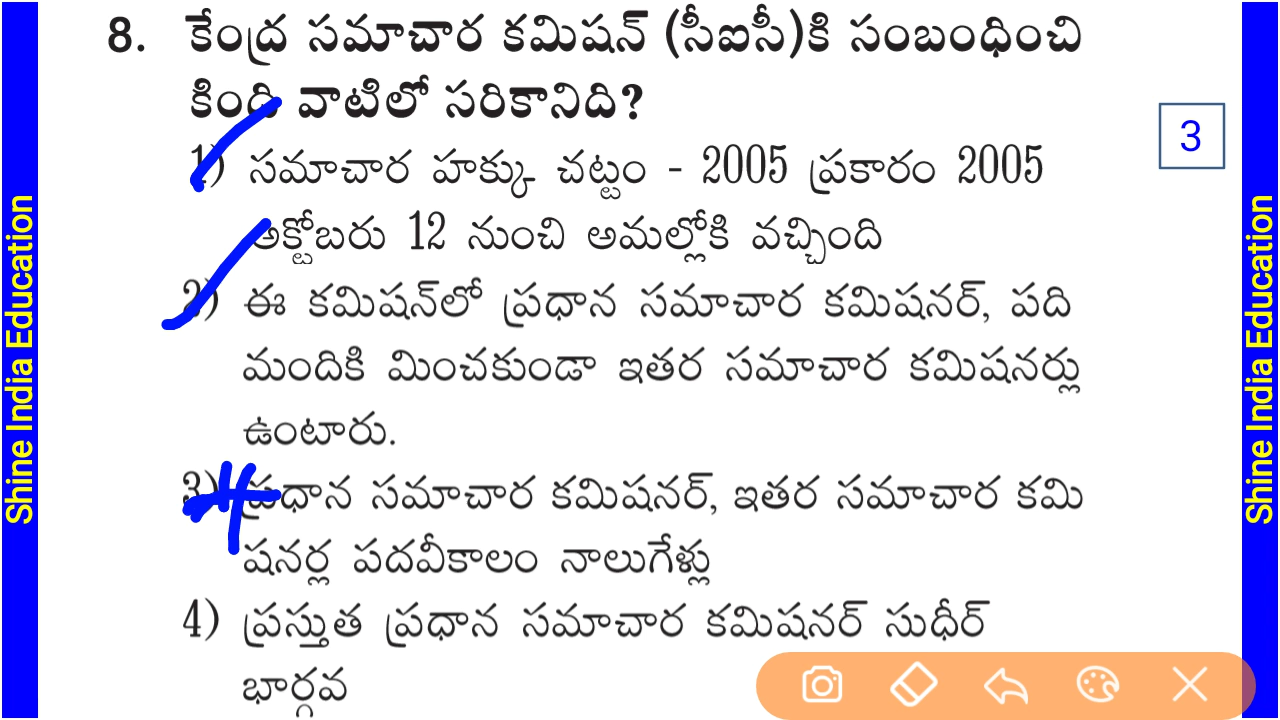 8. కేంద్ర సమాచార కమిషన్ (సీఐసీ)కి సంబంధించి
కింది వాటిలో సరికానిది?
3
1) సమాచార హక్కు చట్టం - 2005 ప్రకారం 2005
అక్టోబరు 12 నుంచి అమల్లోకి వచ్చింది
2) ఈ కమిషన్‌లో ప్రధాన సమాచార కమిషనర్, పది
మందికి మించకుండా ఇతర సమాచార కమిషనర్లు
ఉంటారు.
3) ప్రధాన సమాచార కమిషనర్, ఇతర సమాచార కమి
షనర్ల పదవీకాలం నాలుగేళ్లు
4) ప్రస్తుత ప్రధాన సమాచార కమిషనర్ సుధీర్
భార్గవ
Shine India Education
Shine India Education